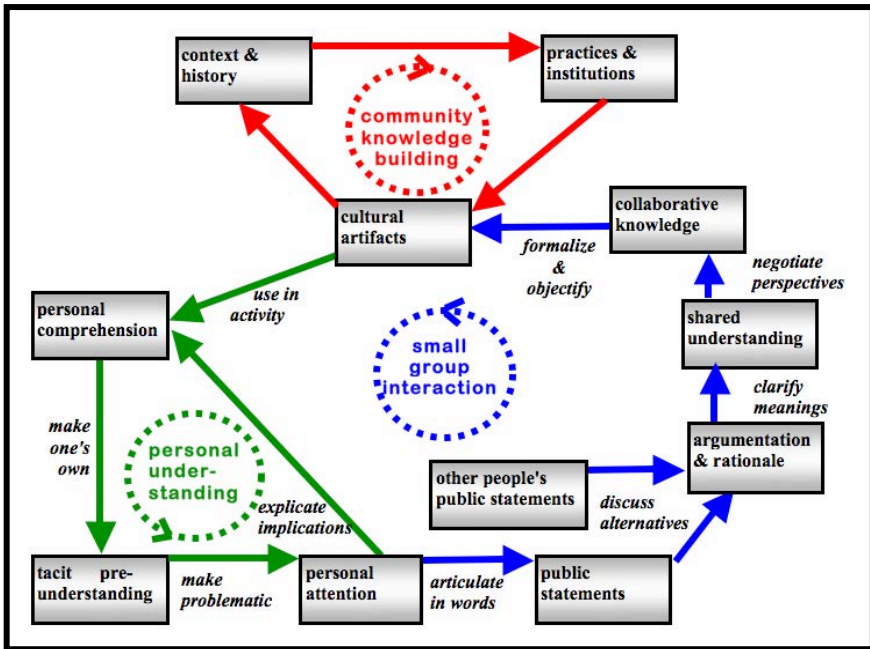 context &
history
practices &
institutions
community
knowledge
building
cultural
artifacts
collaborative
knowledge
formalize
&
objectify
negotiate
perspectives
use in
activity
personal
comprehension
shared
understanding
small
group
interaction
clarify
meanings
make
one's
own
personal
under-
standing
argumentation
& rationale
other people's
public statements
discuss
alternatives
explicate
implications
tacit pre-
understanding
make
problematic
personal
attention
articulate
in words
public
statements